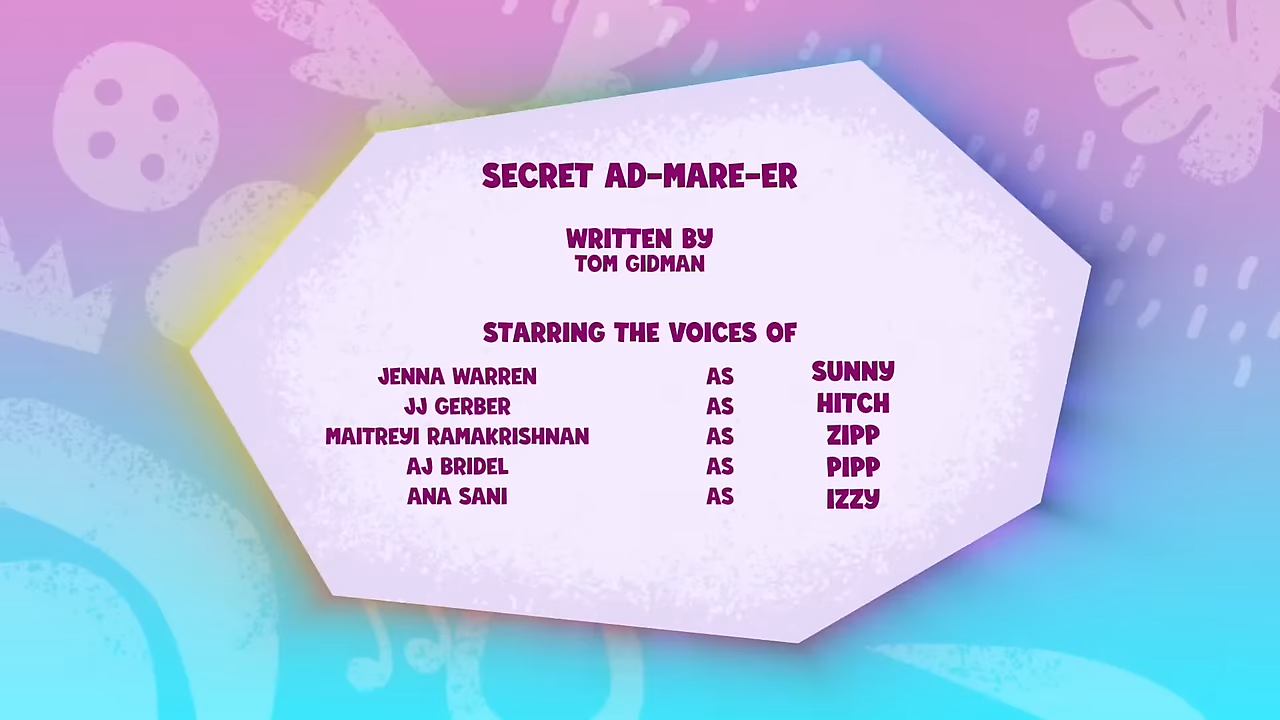 SECRET AD-MARE-ER
WRITTEN BY
TOM GIDMAN
STARRING THE VOICES OF
JENNA WARREN AS SUNNY
JJ GERBER AS HITCH
MAITREYI RAMAKRISHNAN AS ZIPP
AJ BRIDEL AS PIPP
ANA SANI AS IZZY